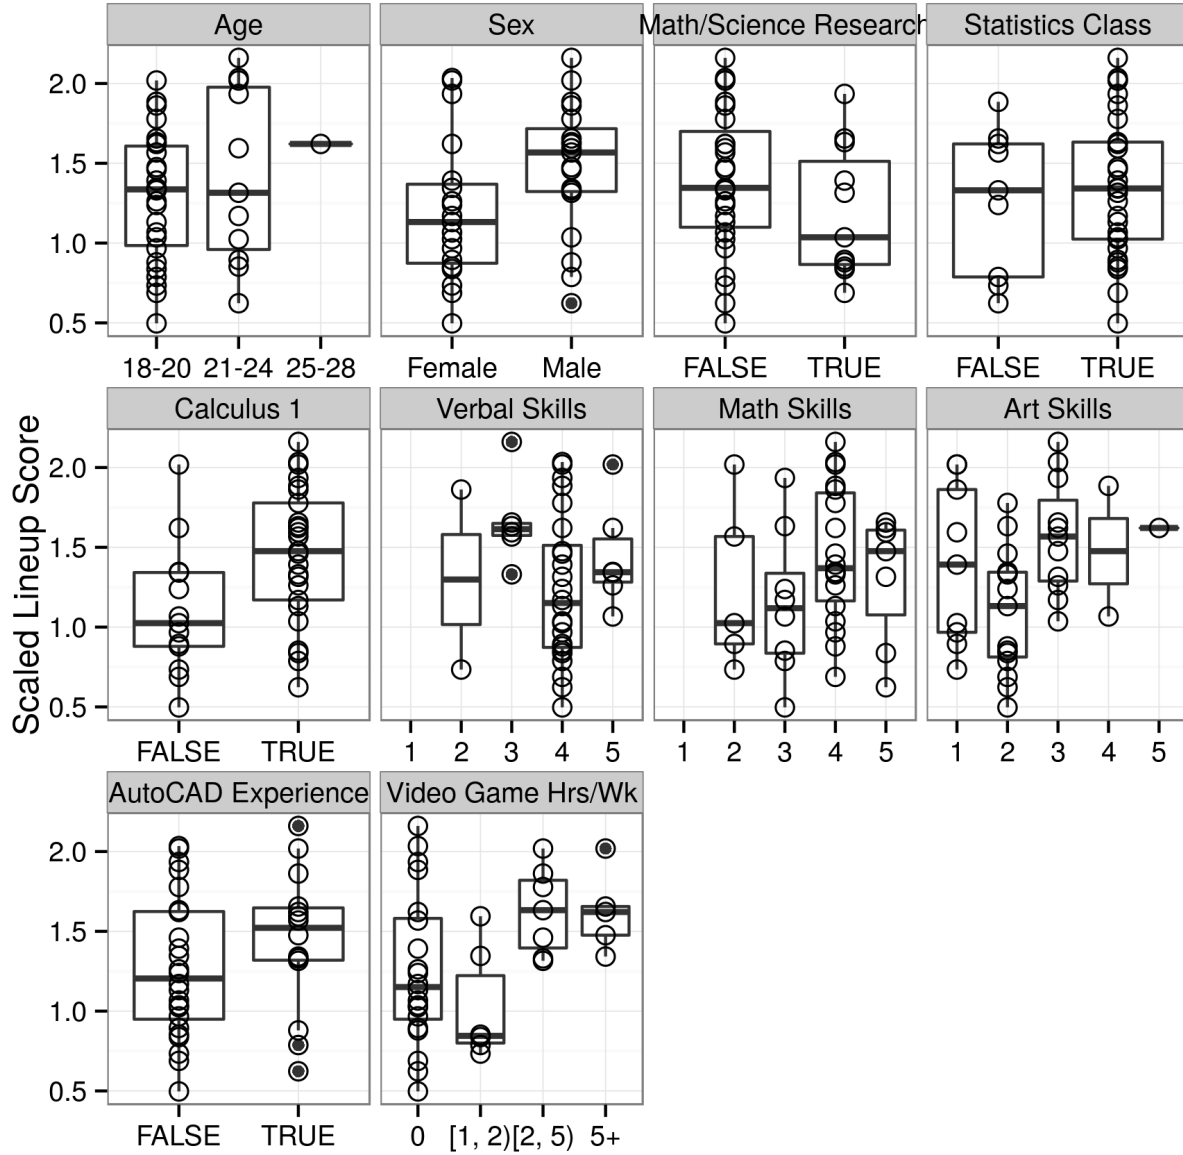 Age Sex Math/Science Research Statistics Class
2.0
1.5
1.0
0.5
18-20 21-24 25-28 Female Male FALSE TRUE FALSE TRUE
Calculus 1 Verbal Skills Math Skills Art Skills
Scaled Lineup Score
2.0
1.5
1.0
0.5
FALSE TRUE 1 2 3 4 5 1 2 3 4 5 1 2 3 4 5
AutoCAD Experience Video Game Hrs/Wk
2.0
1.5
1.0
0.5
FALSE TRUE 0 [1, 2) [2, 5) 5+